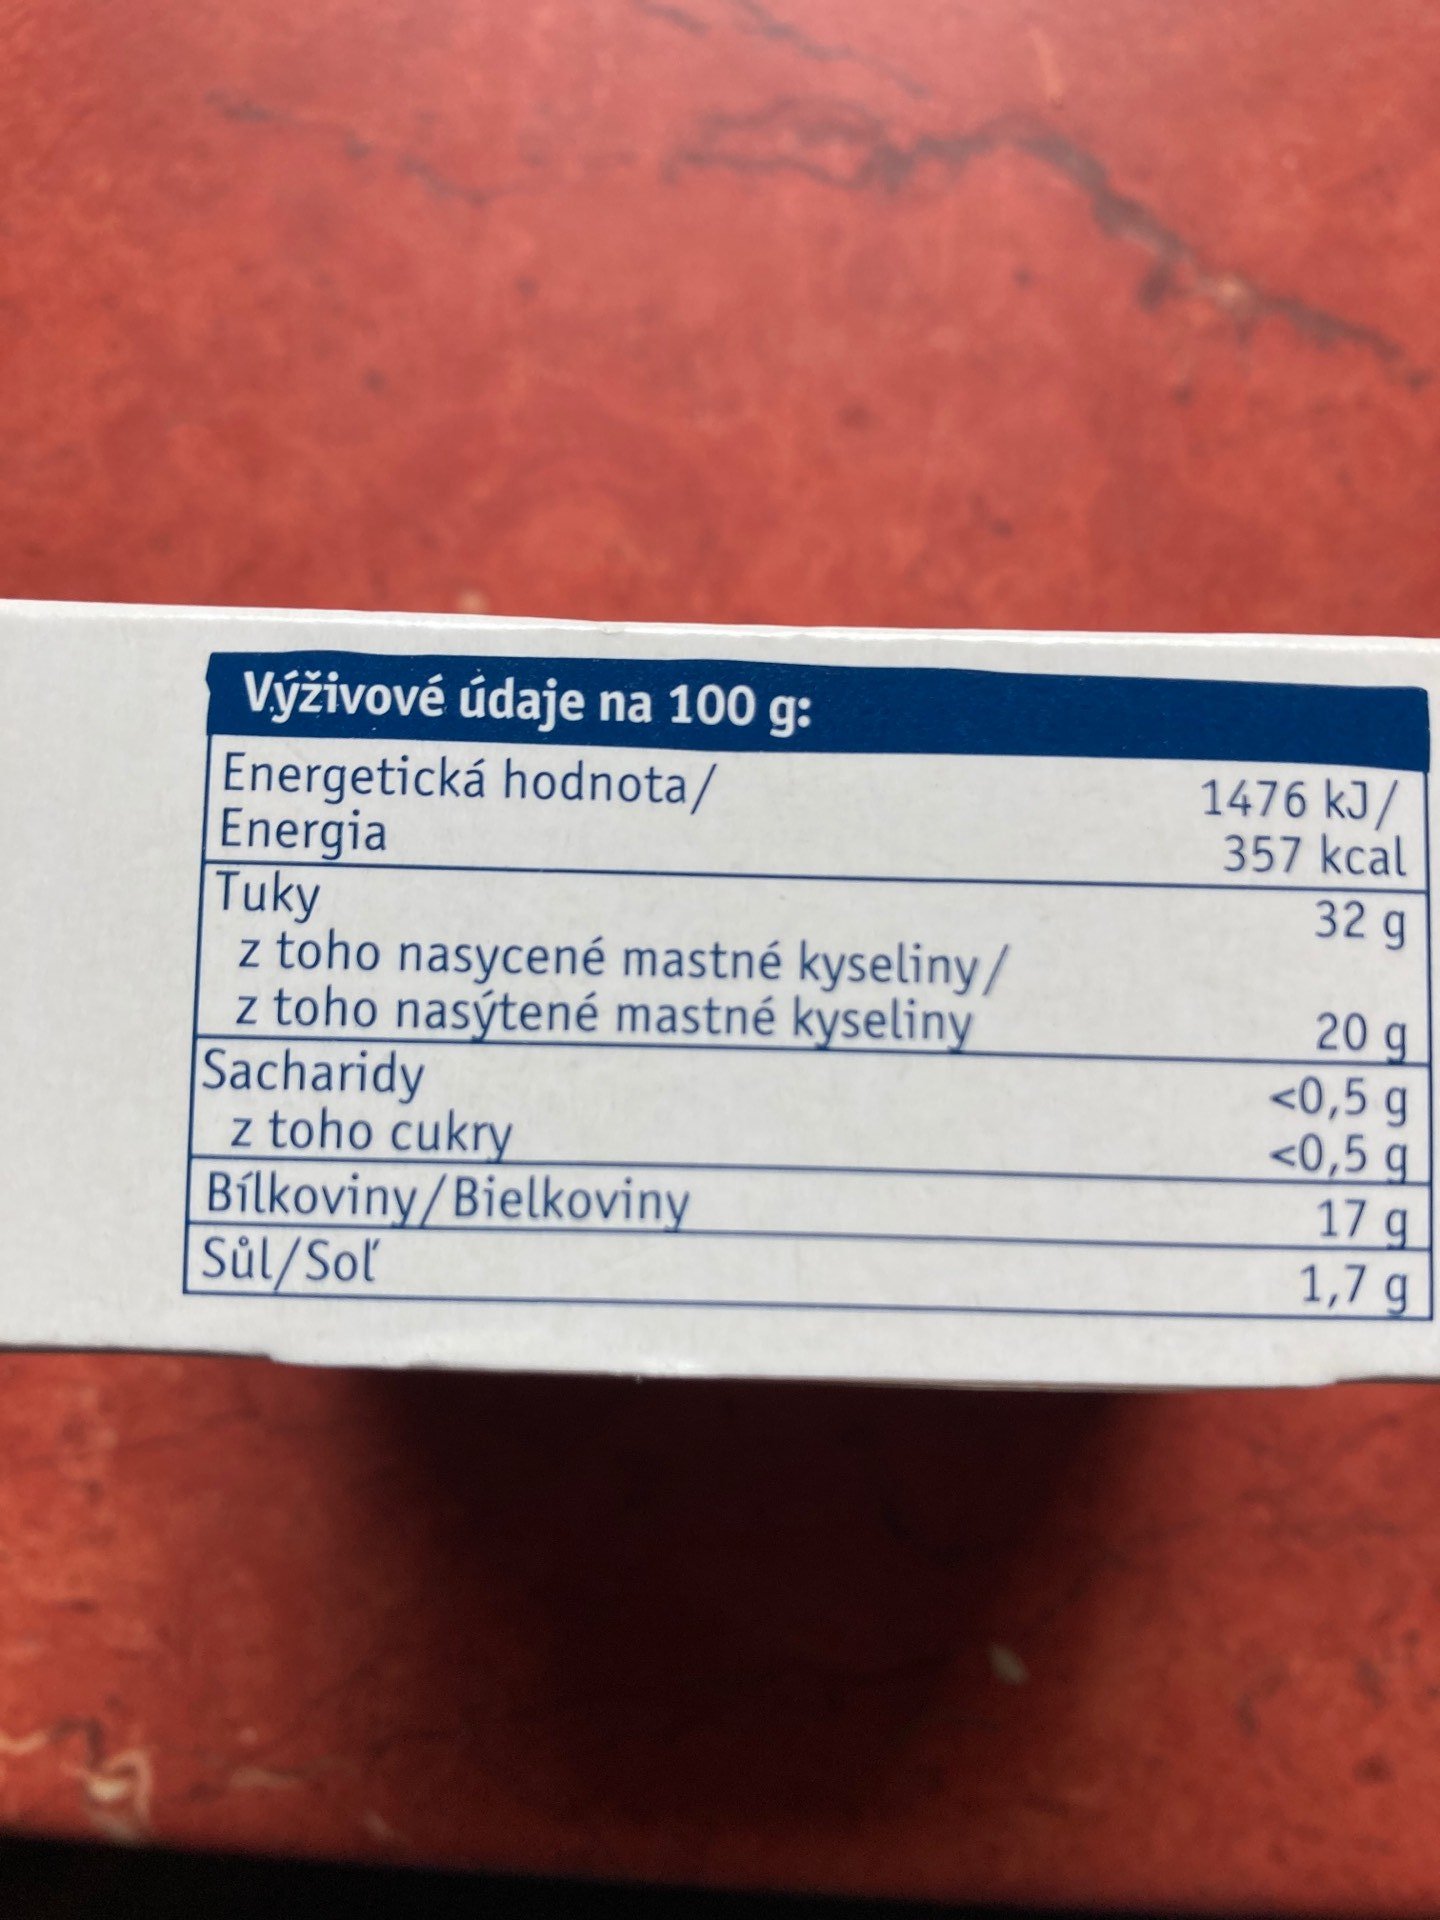 Výživové údaje na 100 g:
Energetická hodnota/ 1476 kJ/
Energia 357 kcal
Tuky 32 g
z toho nasycené mastné kyseliny/
z toho nasýtené mastné kyseliny 20 g
Sacharidy <0,5 g
z toho cukry <0,5 g
Bílkoviny/Bielkoviny 17 g
Sůl/Soľ 1,7 g